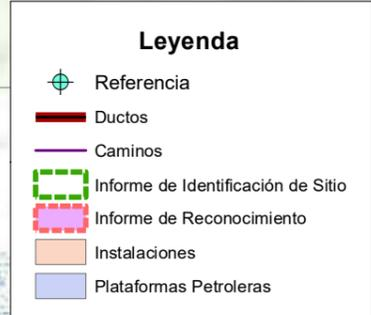 Leyenda
Referencia
Ductos
Caminos
Informe de Identificación de Sitio
Informe de Reconocimiento
Instalaciones
Plataformas Petroleras